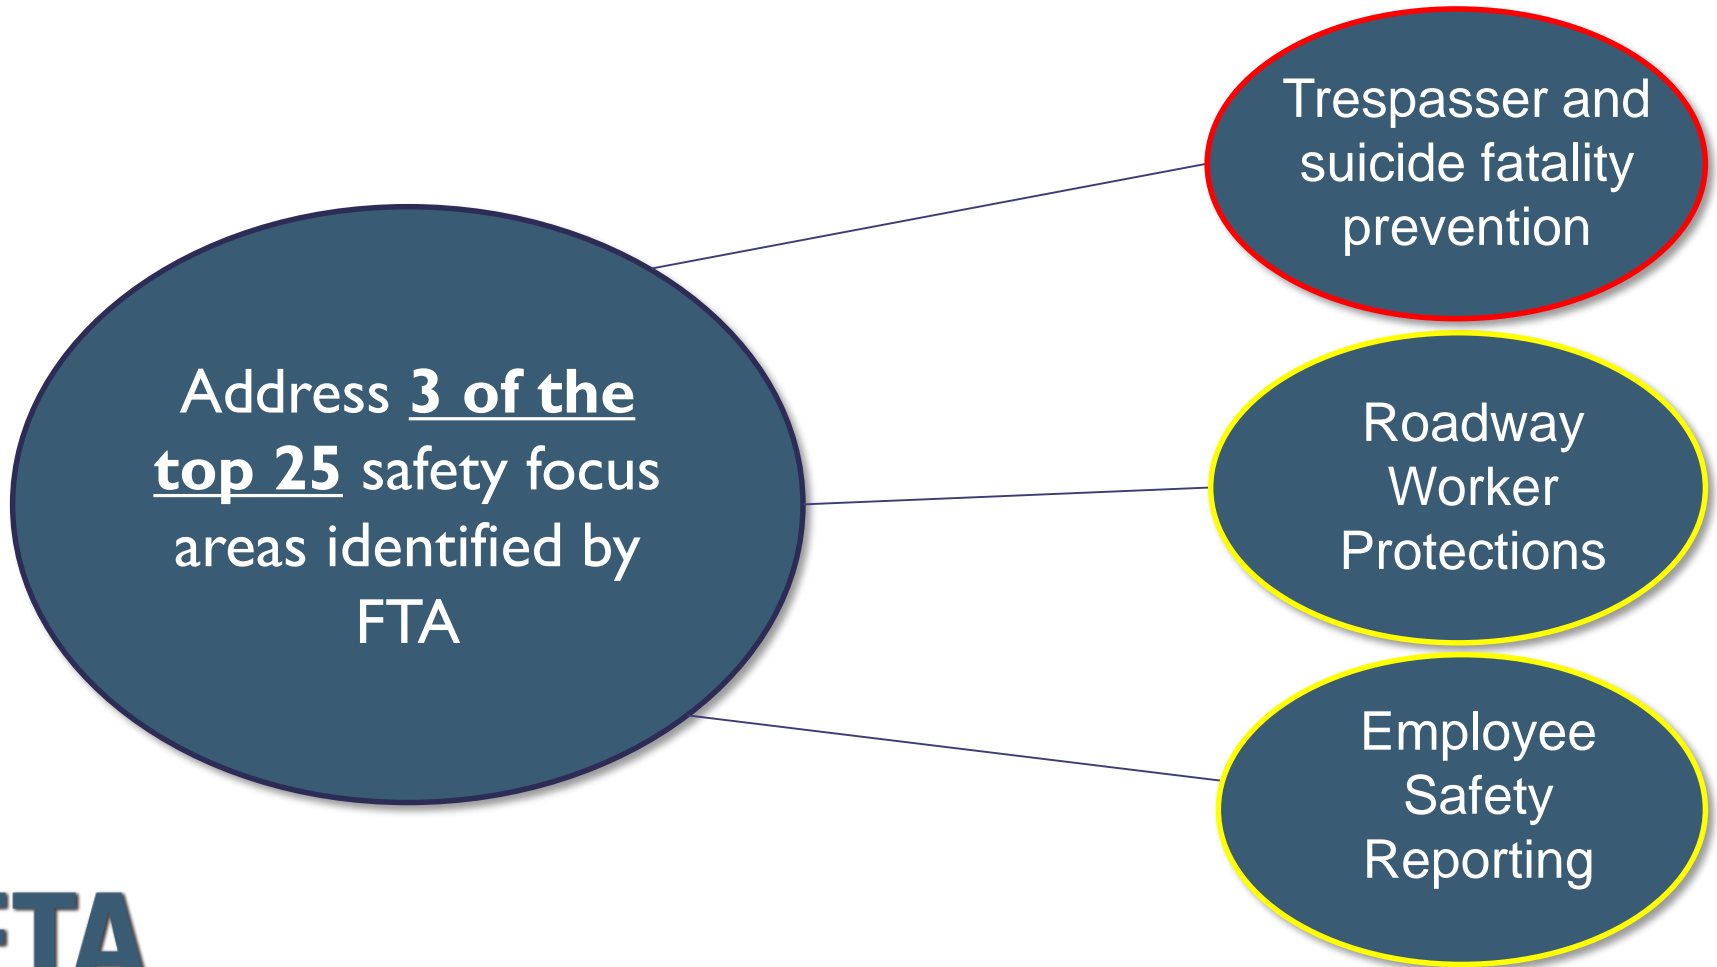 Address 3 of the
top 25 safety focus
areas identified by
FTA
Trespasser and
suicide fatality
prevention
Roadway
Worker
Protections
Employee
Safety
Reporting
FTA